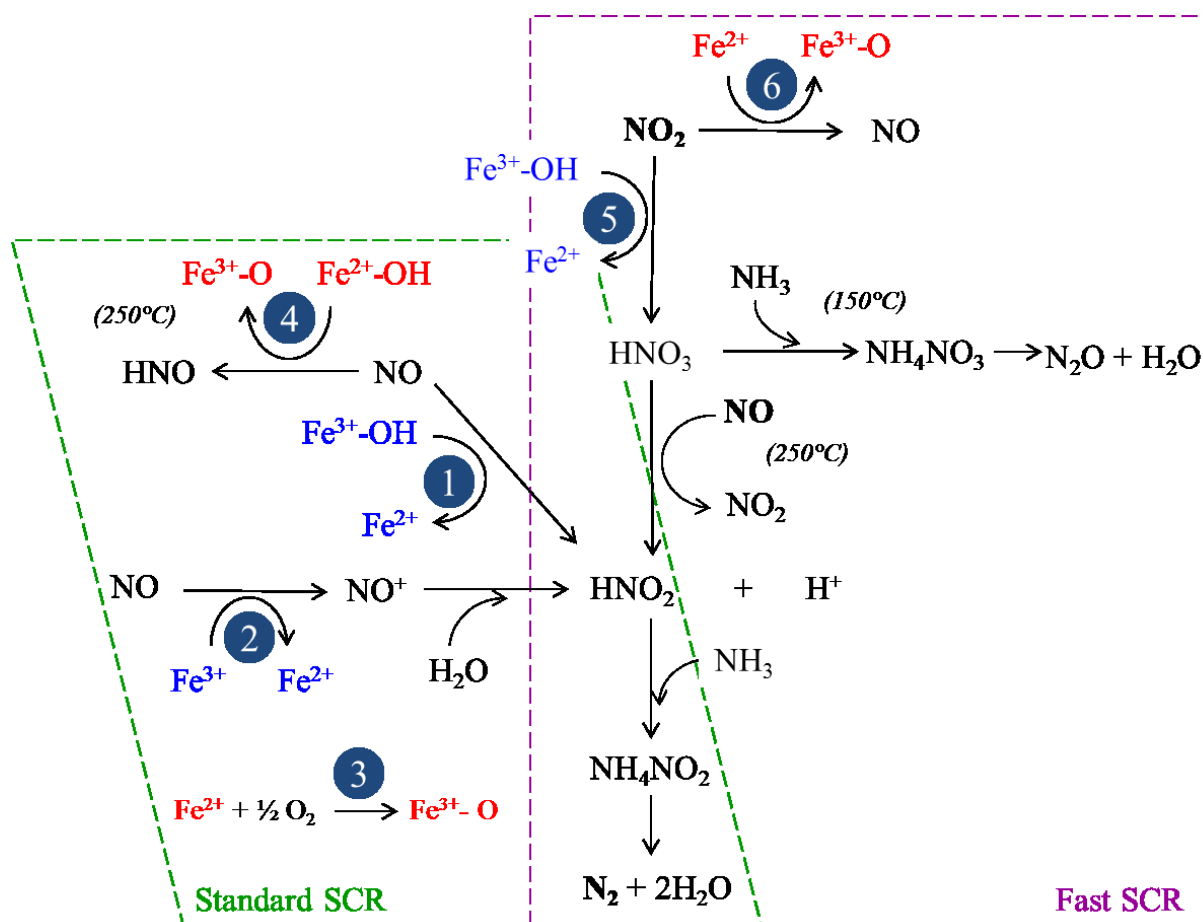 Fe²⁺ Fe³⁺-O
6
NO₂ NO
Fe³⁺-OH
5
Fe²⁺
Fe³⁺-O Fe²⁺-OH
(250ºC) 4
NH₃ (150ºC)
HNO NO
HNO₃ NH₄NO₃ N₂O + H₂O
NO
Fe³⁺-OH
(250ºC)
1
Fe²⁺
NO₂
NO NO⁺ HNO₂ + H⁺
2
Fe³⁺ Fe²⁺ H₂O
NH₃
NH₄NO₂
3
Fe²⁺ + ½ O₂ Fe³⁺- O
N₂ + 2H₂O
Standard SCR Fast SCR